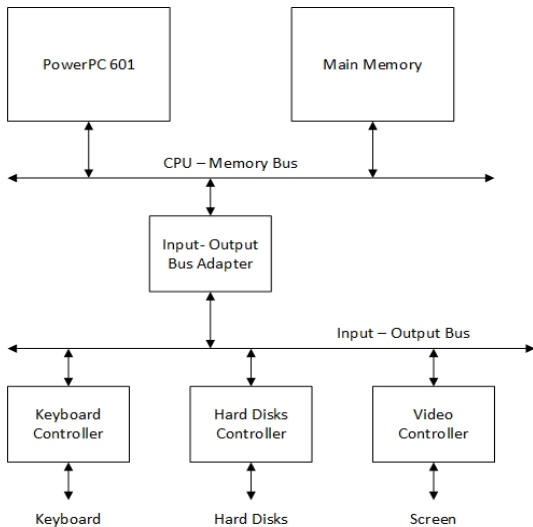 PowerPC 601
Main Memory
CPU – Memory Bus
Input- Output
Bus Adapter
Input – Output Bus
Keyboard
Controller
Hard Disks
Controller
Video
Controller
Keyboard
Hard Disks
Screen